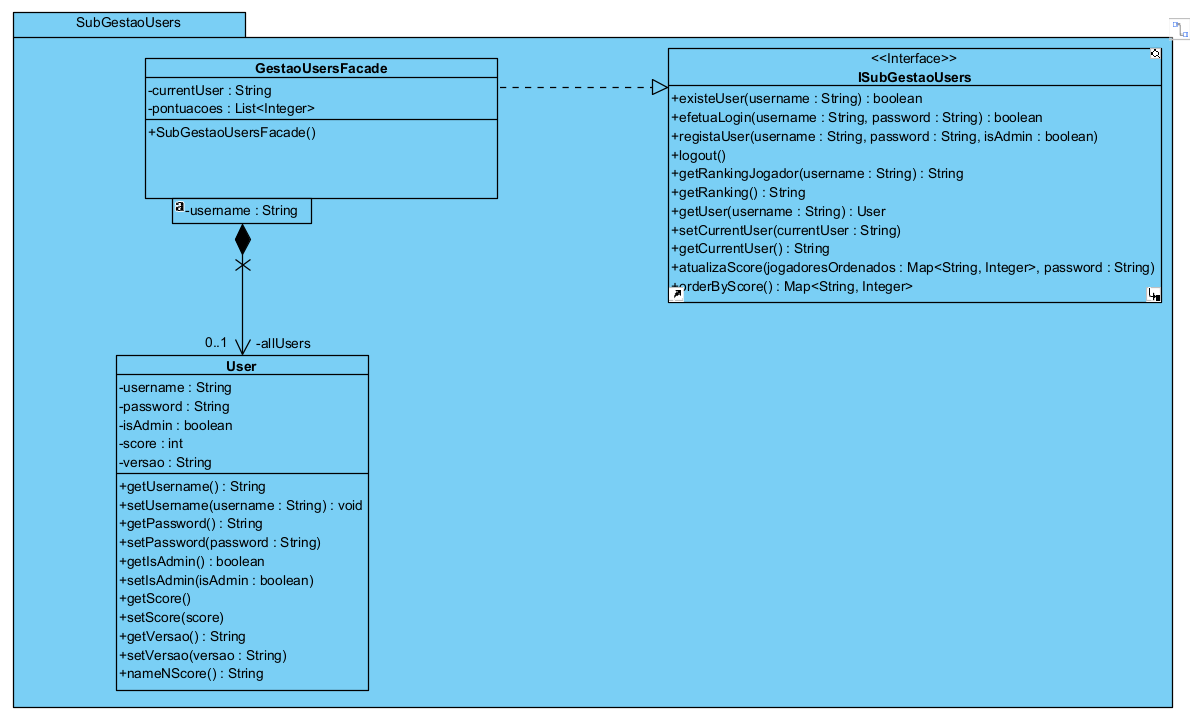 SubGestaoUsers
GestaoUsersFacade
-currentUser : String
-pontuacoes : List<Integer>
+SubGestaoUsersFacade()
a
-username : String
<<Interface>>
ISubGestaoUsers
+existeUser(username : String) : boolean
+efetuaLogin(username : String, password : String) : boolean
+registaUser(username : String, password : String, isAdmin : boolean)
+logout()
+getRankingJogador(username : String) : String
+getRanking() : String
+getUser(username : String) : User
+setCurrentUser(currentUser : String)
+getCurrentUser() : String
+atualizaScore(jogadoresOrdenados : Map<String, Integer>, password : String)
+orderByScore() : Map<String, Integer>
0..1 -allUsers
User
-username : String
-password : String
-isAdmin : boolean
-score : int
-versao : String
+getUsername() : String
+setUsername(username : String) : void
+getPassword() : String
+setPassword(password : String)
+getIsAdmin() : boolean
+setIsAdmin(isAdmin : boolean)
+getScore()
+setScore(score)
+getVersao() : String
+setVersao(versao : String)
+nameNScore() : String